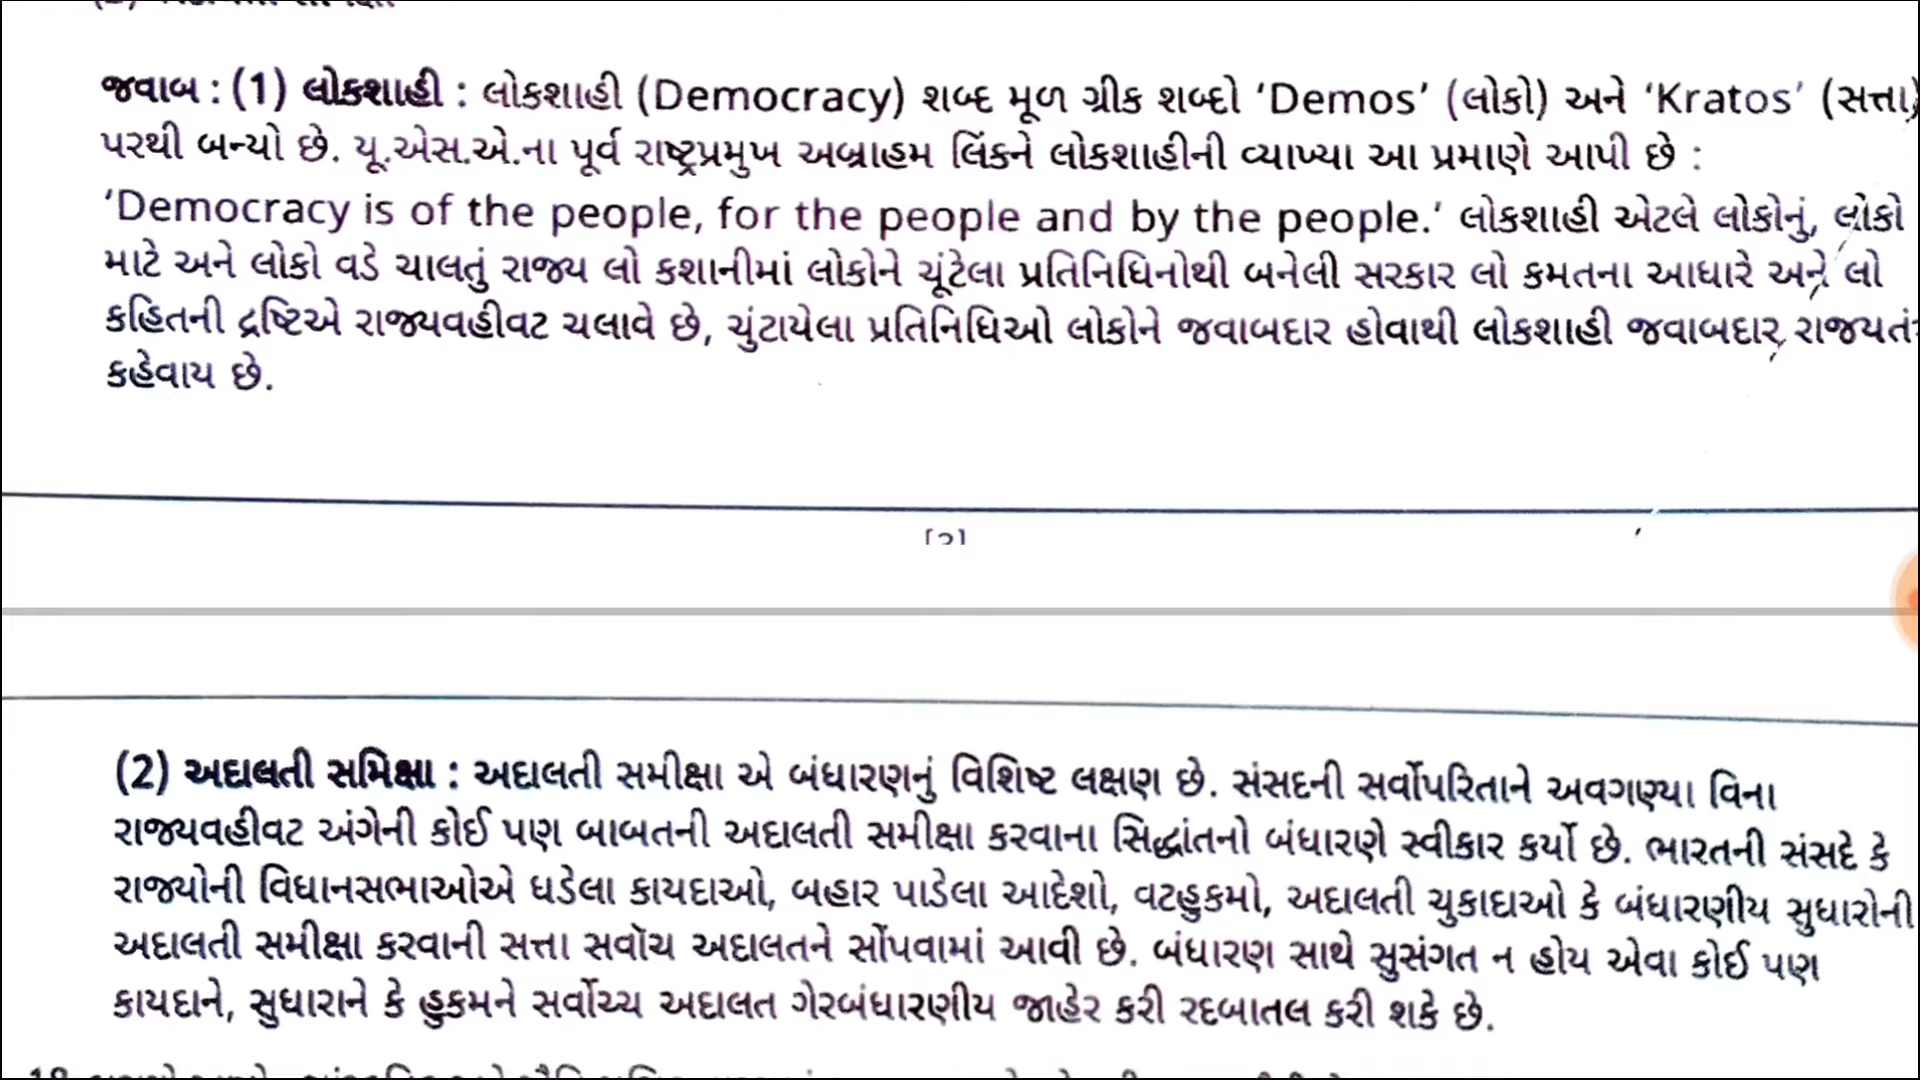 જવાબ : (1) લોકશાહી : લોકશાહી (Democracy) શબ્દ મૂળ ગ્રીક શબ્દો ‘Demos’ (લોકો) અને ‘Kratos’ (સત્તા)
પરથી બન્યો છે. યૂ.એસ.એ.ના પૂર્વ રાષ્ટ્રપ્રમુખ અબ્રાહમ લિંકને લોકશાહીની વ્યાખ્યા આ પ્રમાણે આપી છે :
‘Democracy is of the people, for the people and by the people.’ લોકશાહી એટલે લોકોનું, લોકો
માટે અને લોકો વડે ચાલતું રાજ્ય લો કશાનીમાં લોકોને ચૂંટેલા પ્રતિનિધિનોથી બનેલી સરકાર લો કમતના આધારે અને લો
કહિતની દ્રષ્ટિએ રાજ્યવહીવટ ચલાવે છે, ચુંટાયેલા પ્રતિનિધિઓ લોકોને જવાબદાર હોવાથી લોકશાહી જવાબદાર
કહેવાય છે.
(2) અદાલતી સમિક્ષા : અદાલતી સમીક્ષા એ બંધારણનું વિશિષ્ટ લક્ષણ છે. સંસદની સર્વોપરિતાને અવગણ્યા વિના
રાજ્યવહીવટ અંગેની કોઈ પણ બાબતની અદાલતી સમીક્ષા કરવાના સિદ્ધાંતનો બંધારણે સ્વીકાર કર્યો છે. ભારતની સંસદે કે
રાજ્યોની વિધાનસભાઓએ ઘડેલા કાયદાઓ, બહાર પાડેલા આદેશો, વટહુકમો, અદાલતી ચુકાદાઓ કે બંધારણીય સુધારોની
અદાલતી સમીક્ષા કરવાની સત્તા સવૉચ અદાલતને સોંપવામાં આવી છે. બંધારણ સાથે સુસંગત ન હોય એવા કોઈ પણ
કાયદાને, સુધારાને કે હુકમને સર્વોચ્ચ અદાલત ગેરબંધારણીય જાહેર કરી રદબાતલ કરી શકે છે.